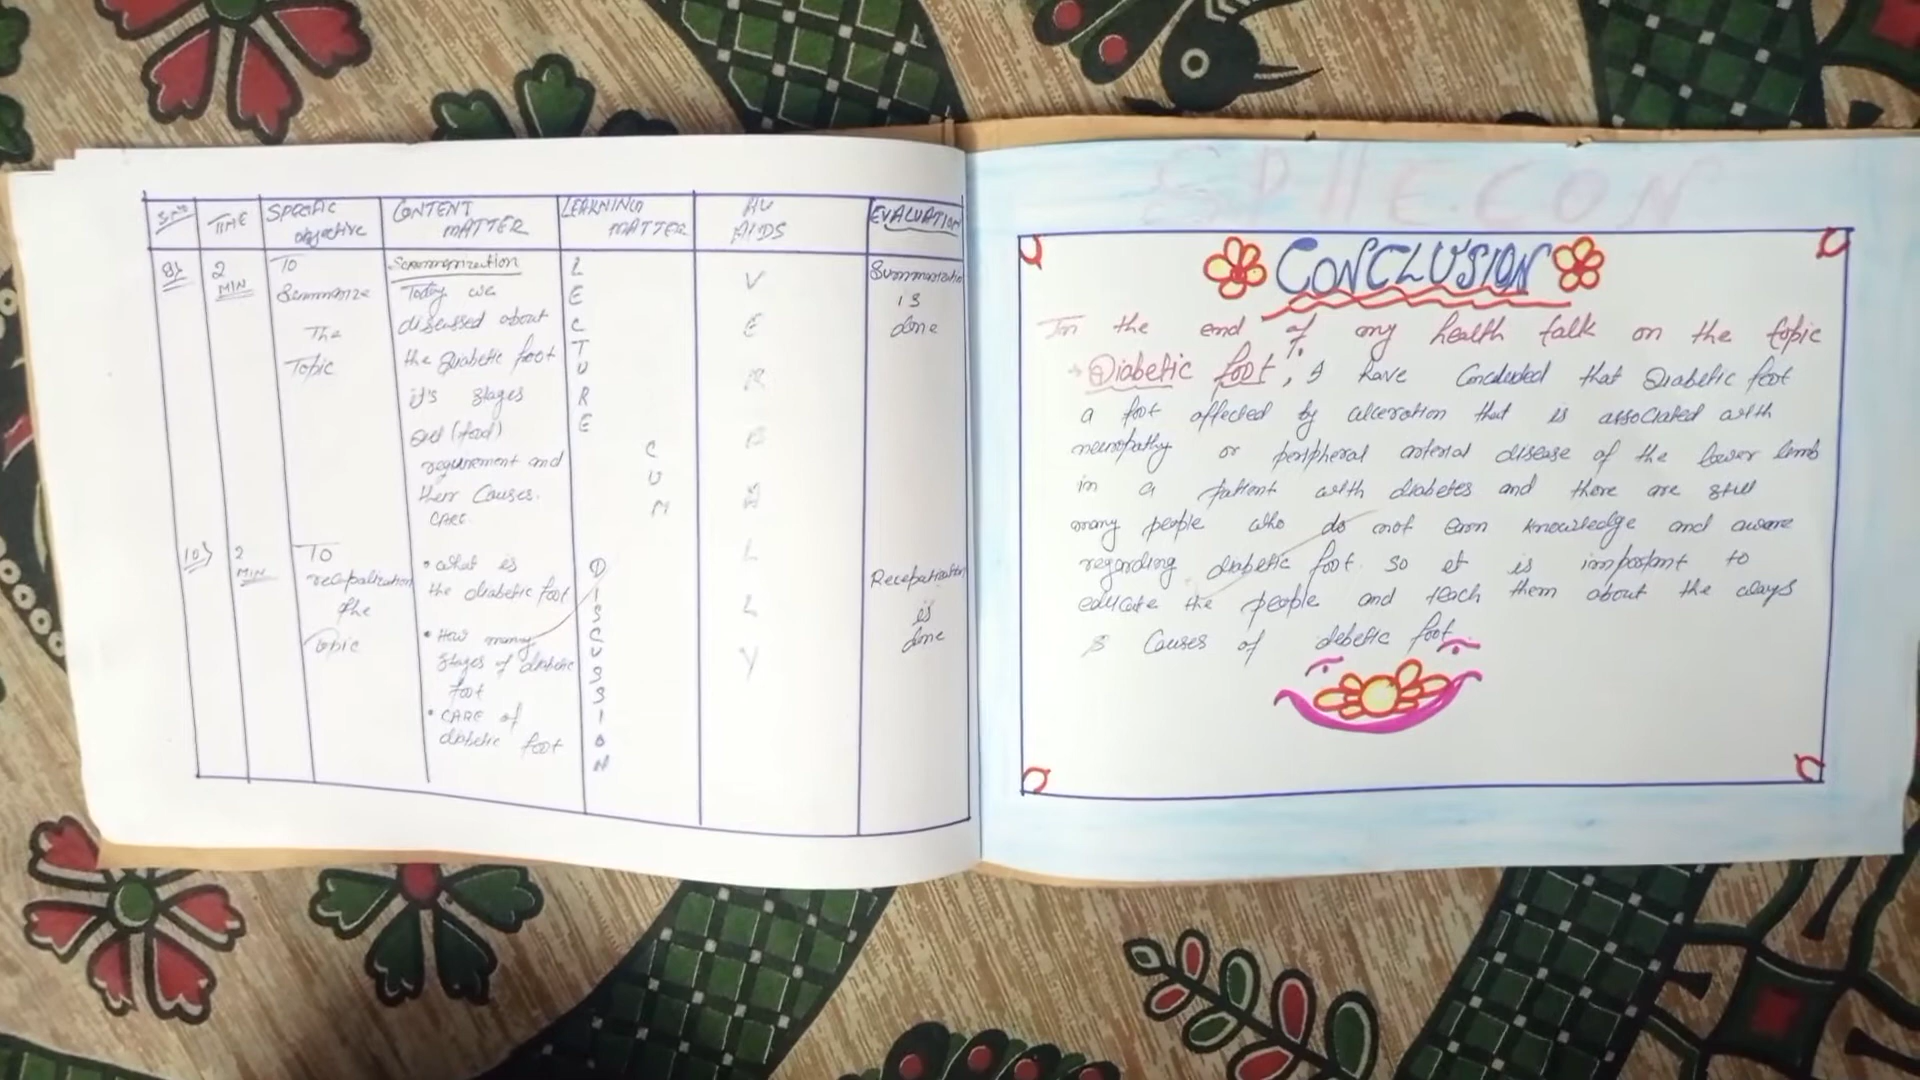 S.NO TIME SPECIFIC objective CONTENT MATTER LEARNING MATTER AV AIDS EVALUATION
9)
2 MIN
To
Summarize
The
Topic
Summerization
Today we
discussed about
the Diabetic foot
it's stages
requirement and
their Causes.
CARE
LECTURE
CUM
VERBALLY
Summarization
is
done
10)
2 MIN
TO
the
Topic
• what is
the diabetic foot
• How many
stages of diabetic
foot
• CARE of
diabetic foot
DISCUSSION
is
done
CONCLUSION
In the end of my health talk on the topic
Diabetic foot, I have Concluded that Diabetic foot
a foot affected by ulceration that is associated with
neuropathy or peripheral arterial disease of the lower limb
in a patient with diabetes and there are still
many people who do not knowledge and aware
regarding diabetic foot. so it is important to
educate the people and teach them about the ways
& Causes of debetic foot.